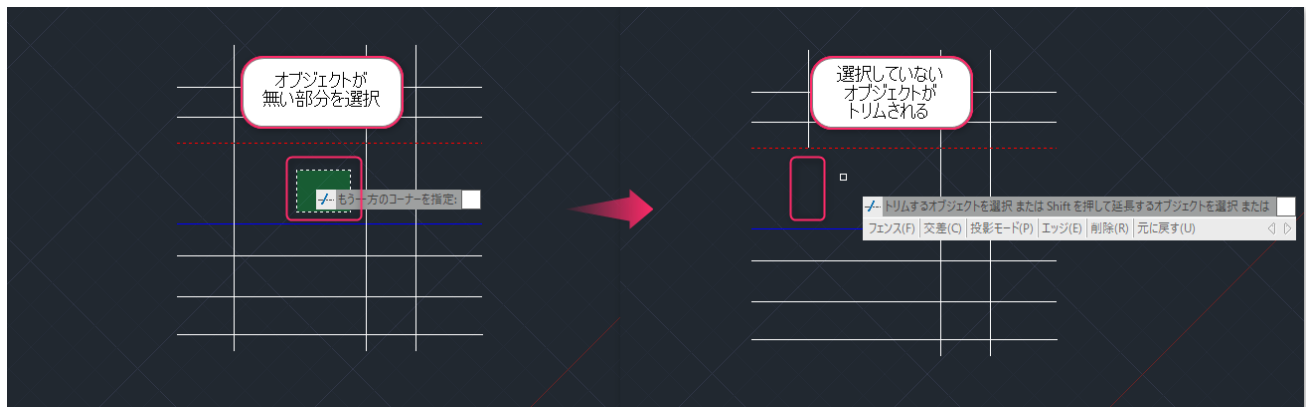 オブジェクトが
無い部分を選択
もう一方のコーナーを指定:
選択していない
オブジェクトが
トリムされる
トリムするオブジェクトを選択 または Shift を押して延長するオブジェクトを選択 または
フェンス(F) 交差(C) 投影モード(P) エッジ(E) 削除(R) 元に戻す(U)